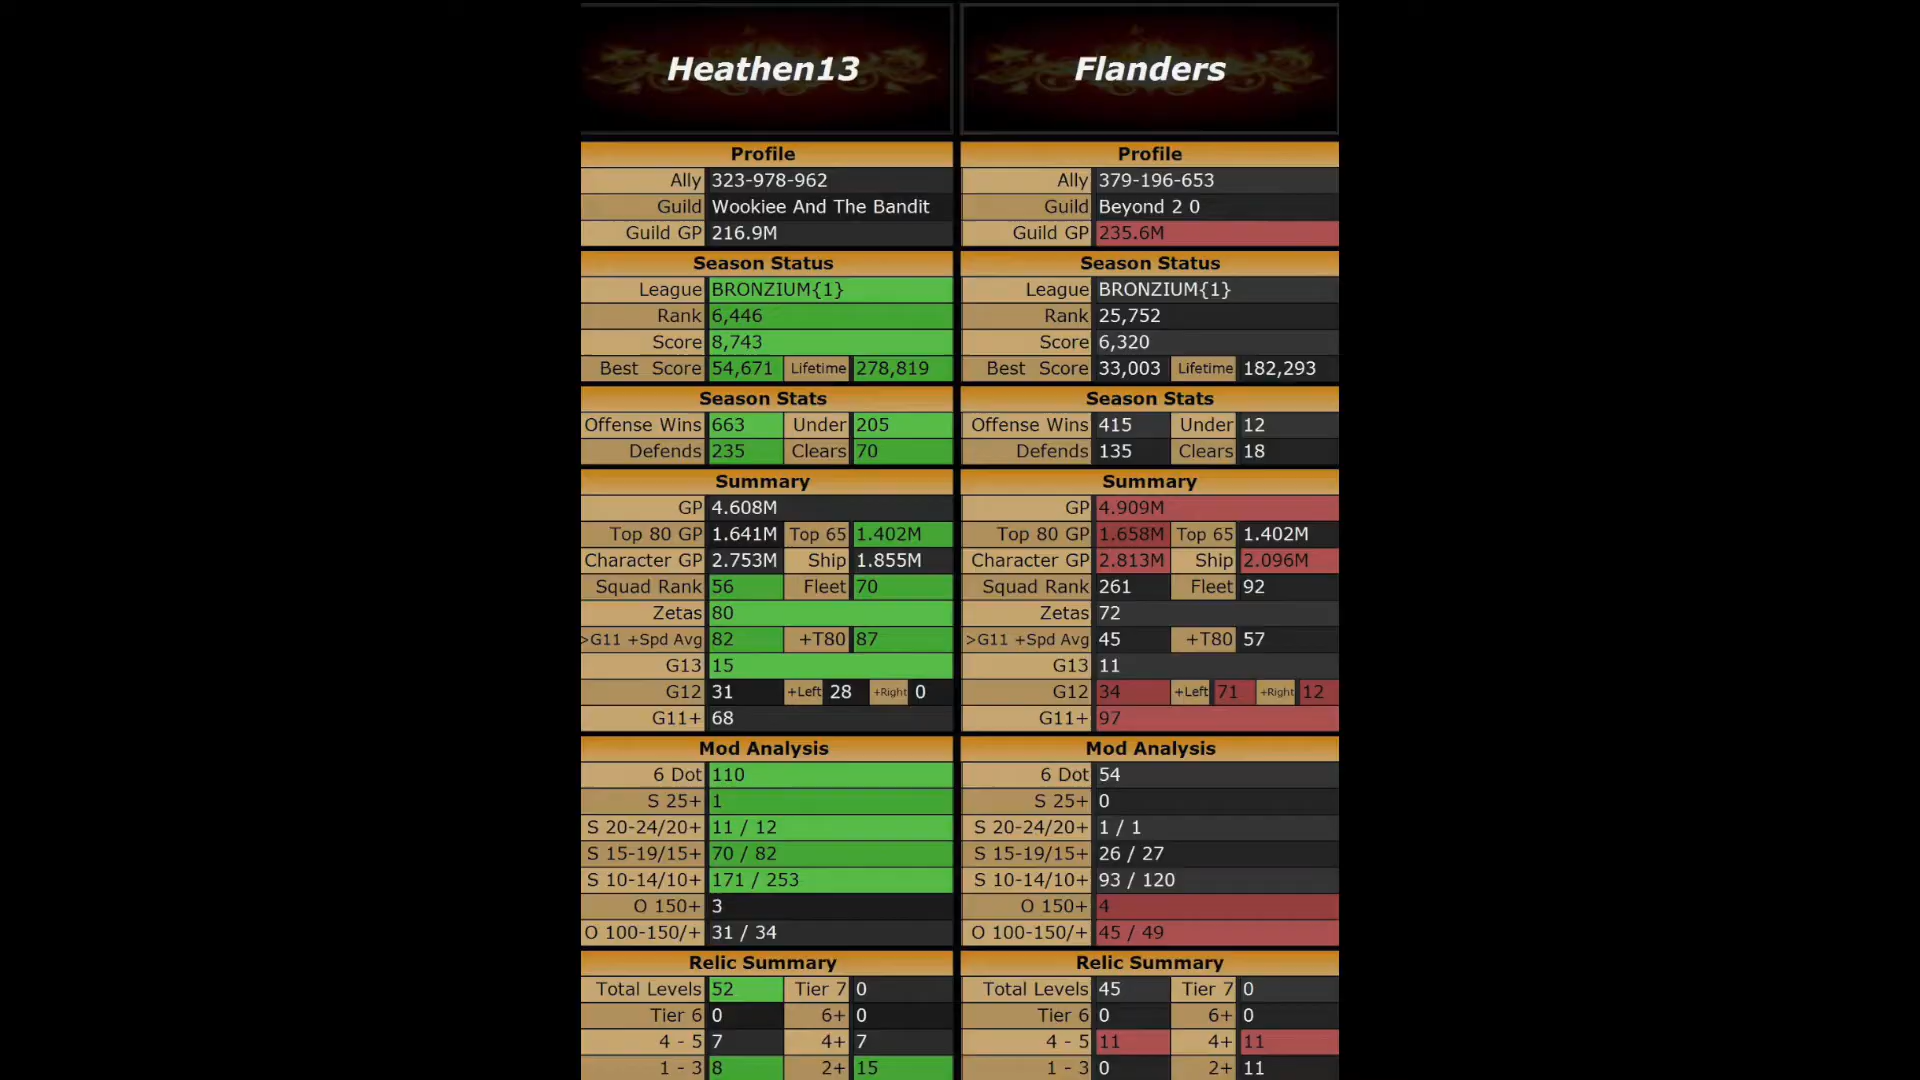 Heathen13
Profile
Ally 323-978-962
Guild Wookiee And The Bandit
Guild GP 216.9M
Season Status
League BRONZIUM{1}
Rank 6,446
Score 8,743
Best Score 54,671 Lifetime 278,819
Season Stats
Offense Wins 663 Under 205
Defends 235 Clears 70
Summary
GP 4.608M
Top 80 GP 1.641M Top 65 1.402M
Character GP 2.753M Ship 1.855M
Squad Rank 56 Fleet 70
Zetas 80
>G11 +Spd Avg 82 +T80 87
G13 15
G12 31 +Left 28 +Right 0
G11+ 68
Mod Analysis
6 Dot 110
S 25+ 1
S 20-24/20+ 11 / 12
S 15-19/15+ 70 / 82
S 10-14/10+ 171 / 253
O 150+ 3
O 100-150/+ 31 / 34
Relic Summary
Total Levels 52 Tier 7 0
Tier 6 0 6+ 0
4 - 5 7 4+ 7
1 - 3 8 2+ 15
Flanders
Profile
Ally 379-196-653
Guild Beyond 2 0
Guild GP 235.6M
Season Status
League BRONZIUM{1}
Rank 25,752
Score 6,320
Best Score 33,003 Lifetime 182,293
Season Stats
Offense Wins 415 Under 12
Defends 135 Clears 18
Summary
GP 4.909M
Top 80 GP 1.658M Top 65 1.402M
Character GP 2.813M Ship 2.096M
Squad Rank 261 Fleet 92
Zetas 72
>G11 +Spd Avg 45 +T80 57
G13 11
G12 34 +Left 71 +Right 12
G11+ 97
Mod Analysis
6 Dot 54
S 25+ 0
S 20-24/20+ 1 / 1
S 15-19/15+ 26 / 27
S 10-14/10+ 93 / 120
O 150+ 4
O 100-150/+ 45 / 49
Relic Summary
Total Levels 45 Tier 7 0
Tier 6 0 6+ 0
4 - 5 11 4+ 11
1 - 3 0 2+ 11